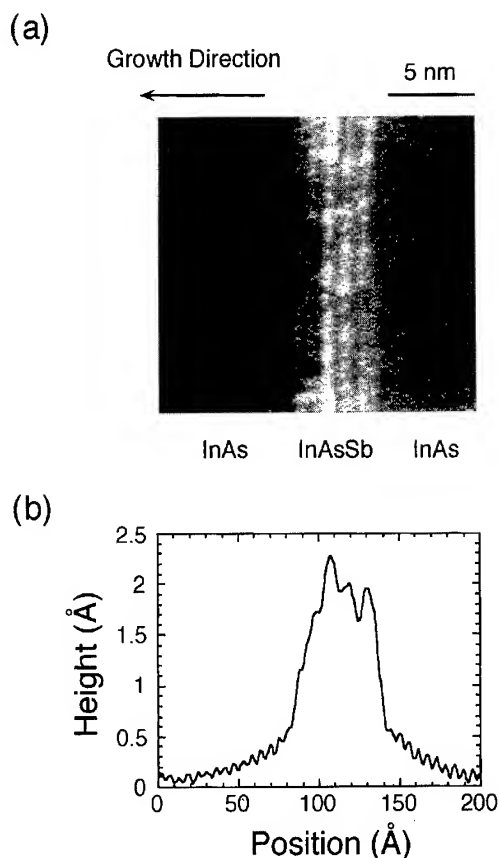 (a)
Growth Direction 5 nm
InAs InAsSb InAs
(b)
2.5
2
1.5
1
0.5
0
Height (Å)
0 50 100 150 200
Position (Å)